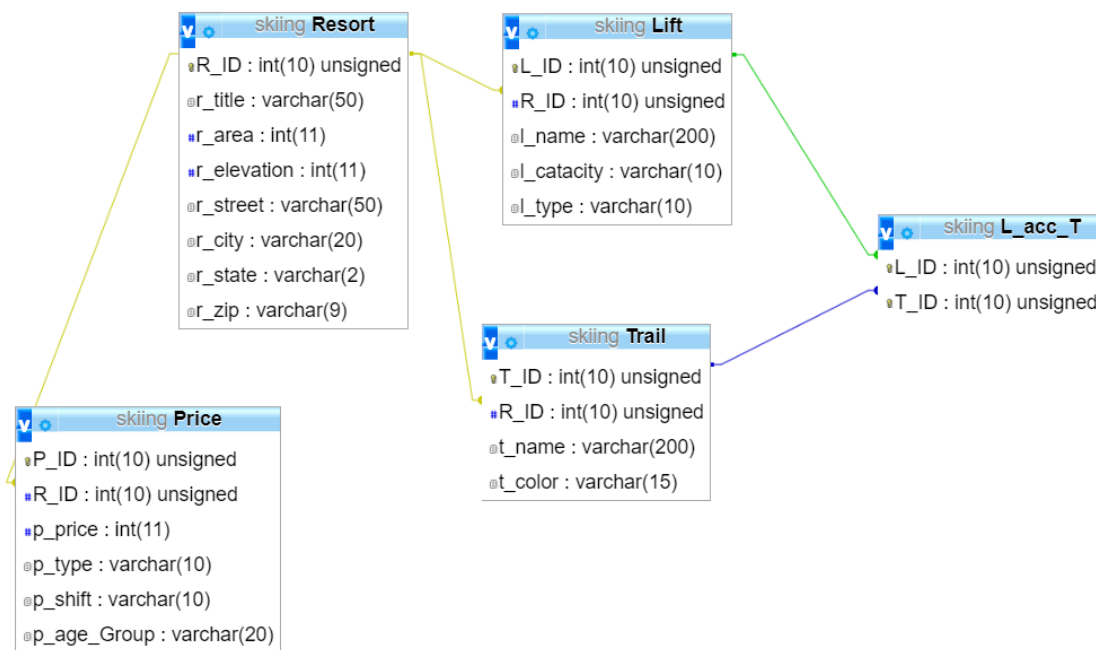 skiing Resort
R_ID : int(10) unsigned
r_title : varchar(50)
# r_area : int(11)
# r_elevation : int(11)
r_street : varchar(50)
r_city : varchar(20)
r_state : varchar(2)
r_zip : varchar(9)
v skiing Lift
L_ID : int(10) unsigned
# R_ID : int(10) unsigned
l_name : varchar(200)
l_catacity : varchar(10)
l_type : varchar(10)
v skiing L_acc_T
L_ID : int(10) unsigned
T_ID : int(10) unsigned
v skiing Trail
T_ID : int(10) unsigned
# R_ID : int(10) unsigned
t_name : varchar(200)
t_color : varchar(15)
v skiing Price
P_ID : int(10) unsigned
# R_ID : int(10) unsigned
# p_price : int(11)
p_type : varchar(10)
p_shift : varchar(10)
p_age_Group : varchar(20)